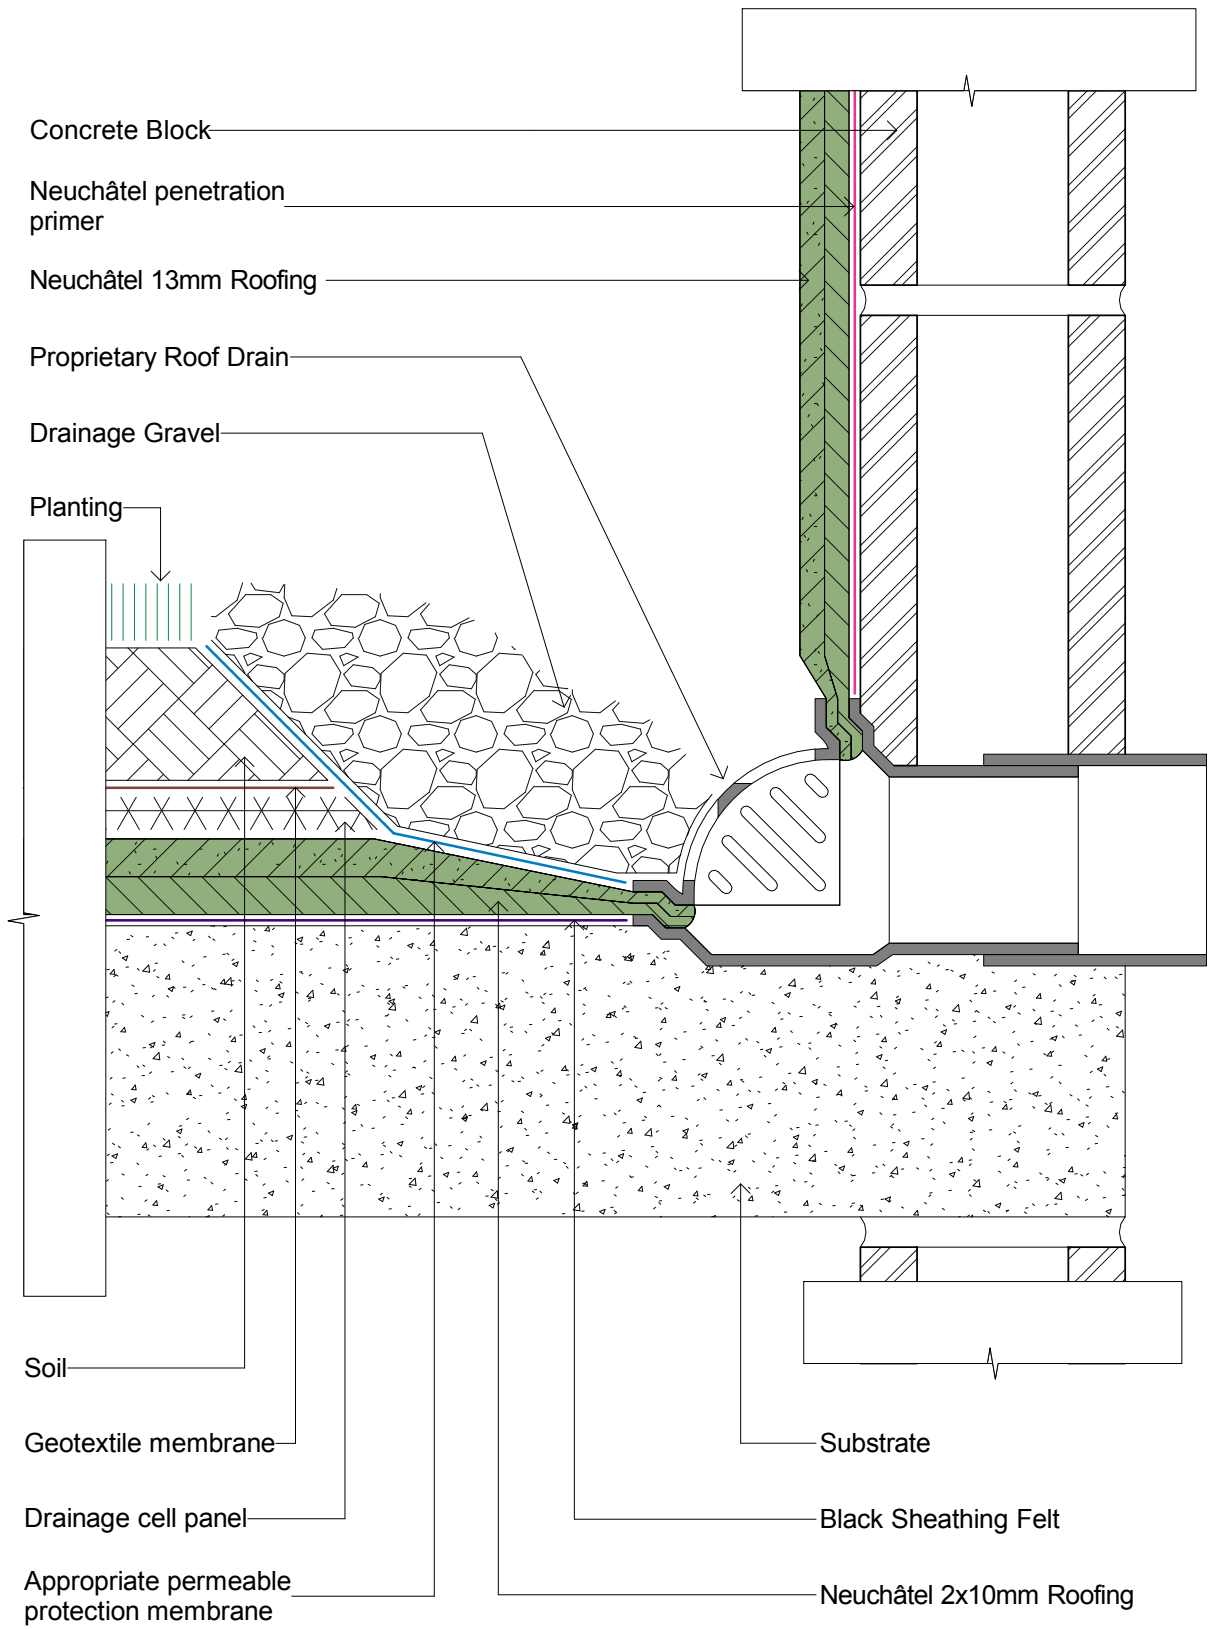 Concrete Block
Neuchâtel penetration
primer
Neuchâtel 13mm Roofing
Proprietary Roof Drain
Drainage Gravel
Planting
Soil
Geotextile membrane
Drainage cell panel
Appropriate permeable
protection membrane
Substrate
Black Sheathing Felt
Neuchâtel 2x10mm Roofing